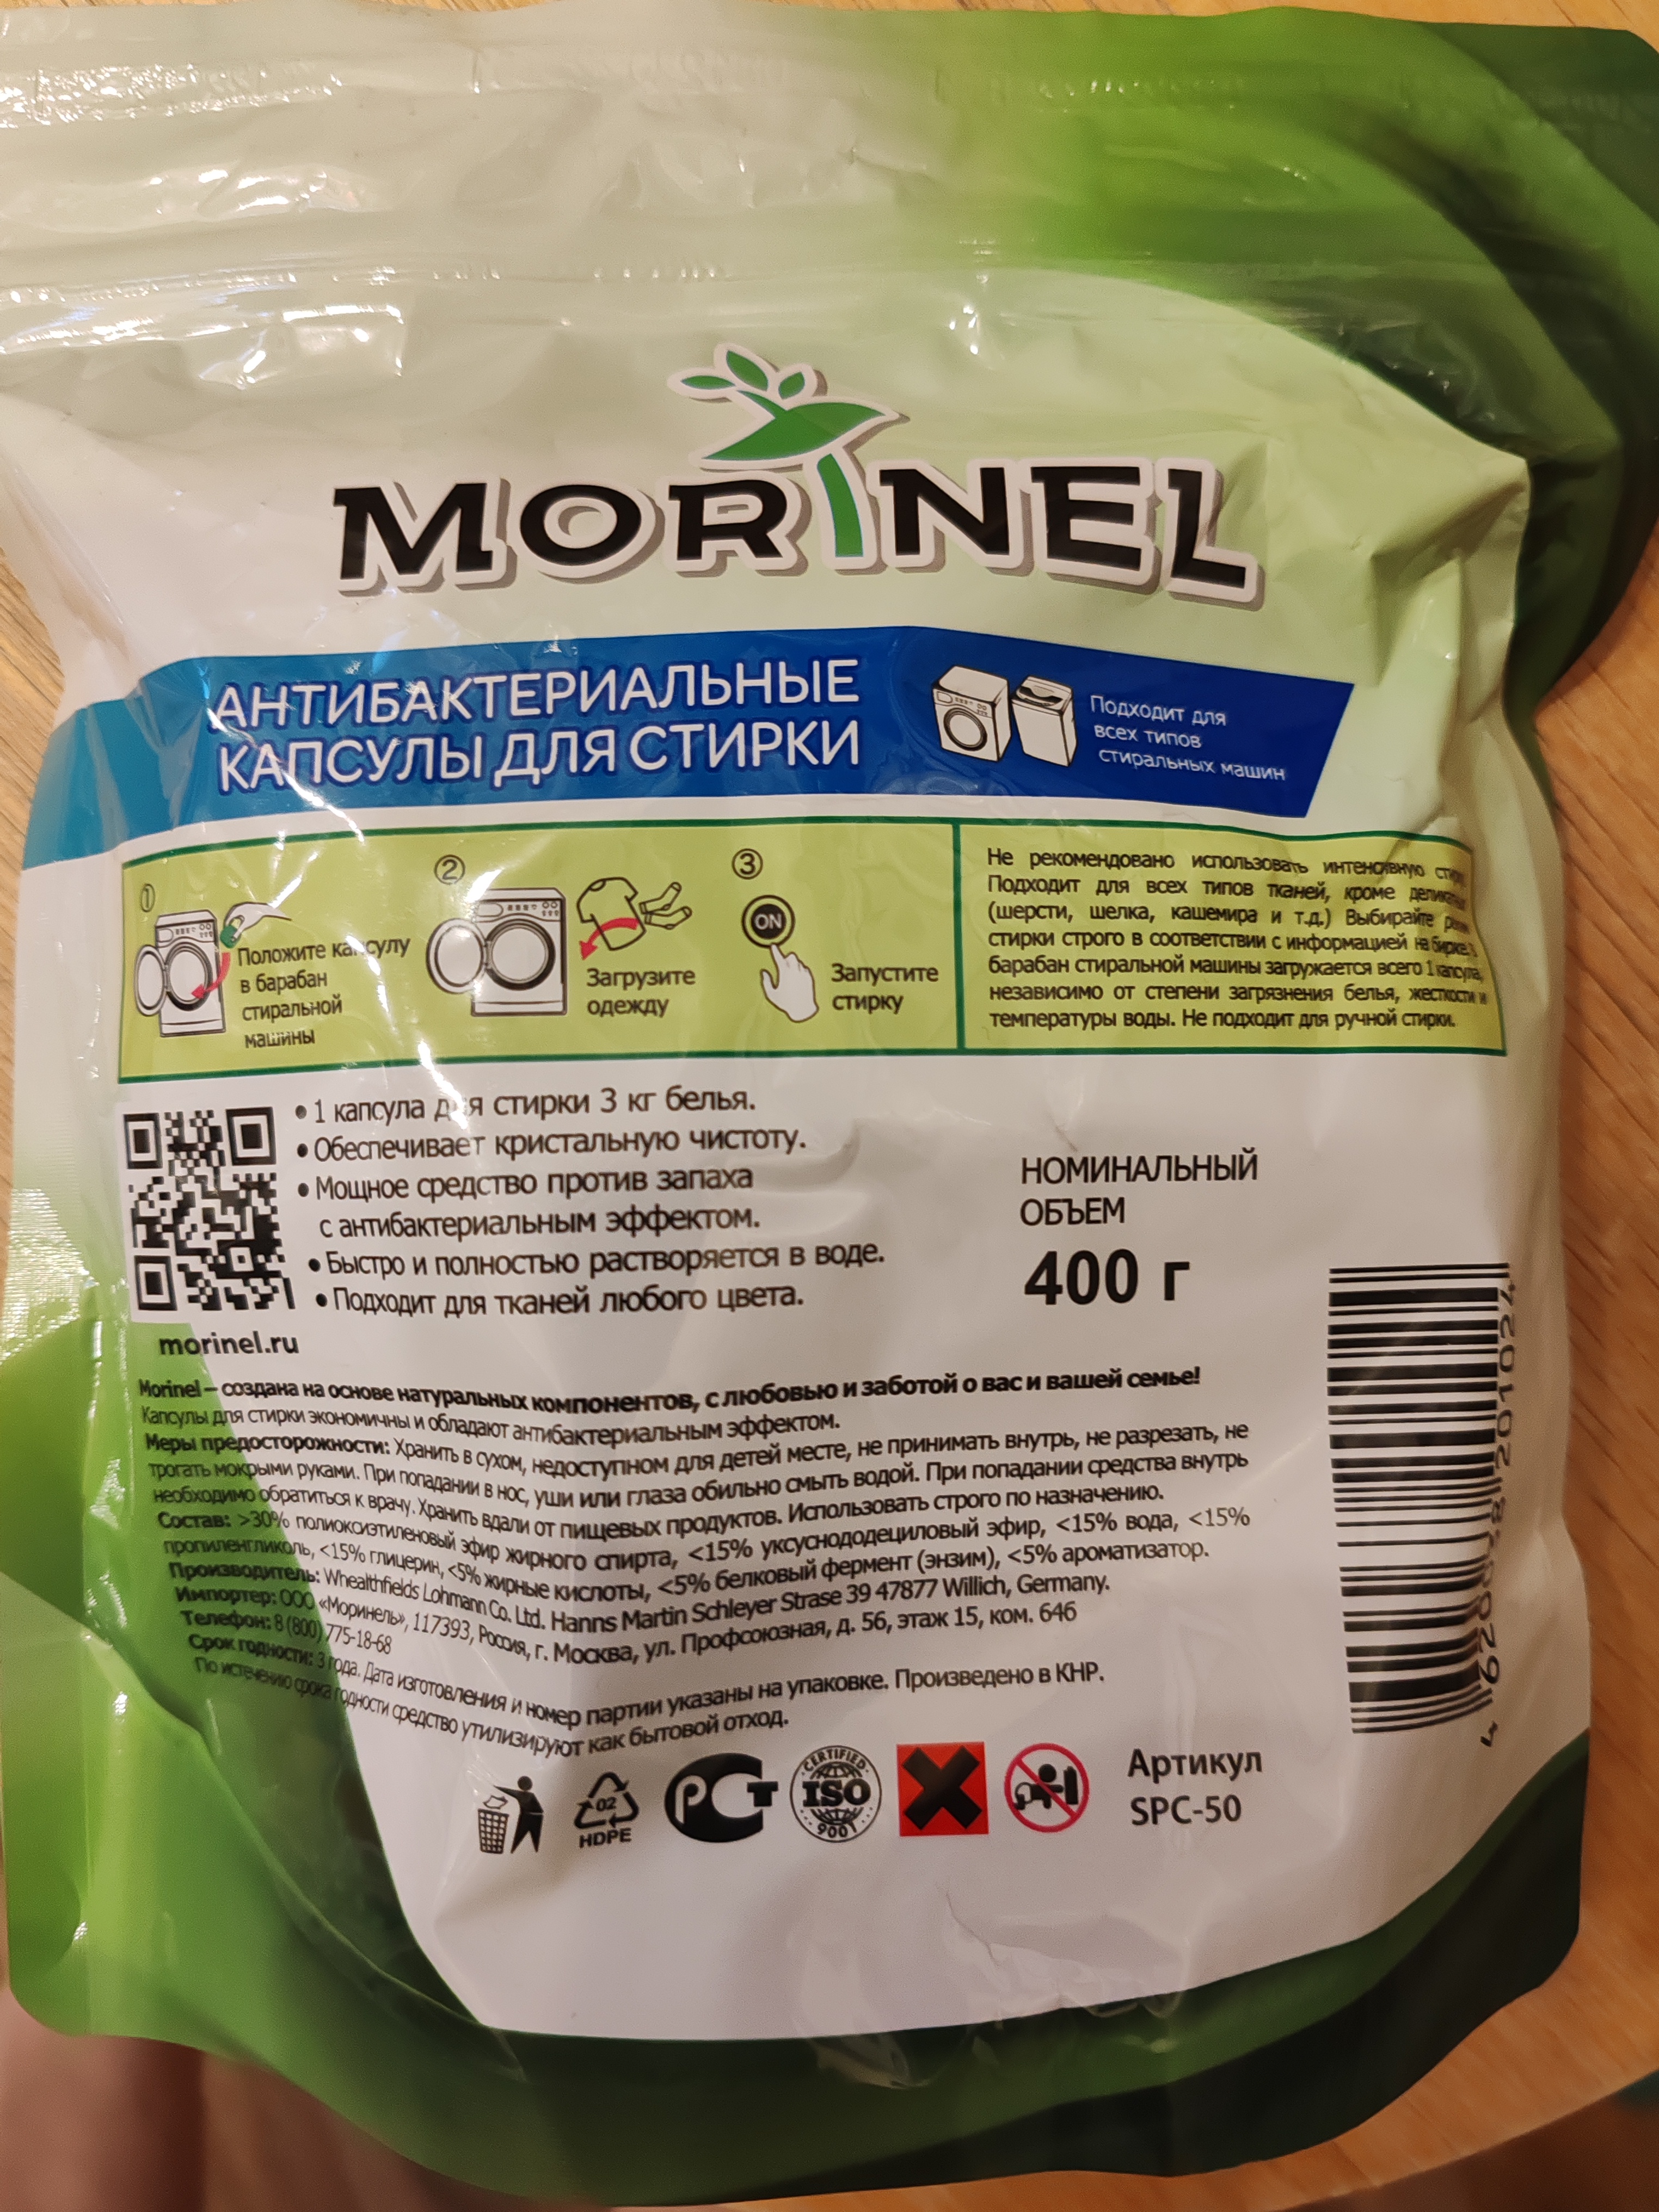 MORINEL
АНТИБАКТЕРИАЛЬНЫЕ
КАПСУЛЫ ДЛЯ СТИРКИ
Подходит для
всех типов
стиральных машин
1
Положите капсулу
в барабан
стиральной
машины
2
Загрузите
одежду
3
ON
Запустите
стирку
Не рекомендовано использовать интенсивную
Подходит для всех типов тканей, кроме
(шерсти, шелка, кашемира и т.д.) Выбирайте
стирки строго в соответствии с информацией на бирке. В
барабан стиральной машины загружается всего 1 капсула,
независимо от степени загрязнения белья, жесткости и
температуры воды. Не подходит для ручной стирки.
• 1 капсула для стирки 3 кг белья.
• Обеспечивает кристальную чистоту.
• Мощное средство против запаха
с антибактериальным эффектом.
• Быстро и полностью растворяется в воде.
• Подходит для тканей любого цвета.
morinel.ru
НОМИНАЛЬНЫЙ
ОБЪЕМ
400 г
Morinel – создана на основе натуральных компонентов, с любовью и заботой о вас и вашей семье!
Капсулы для стирки экономичны и обладают антибактериальным эффектом.
Меры предосторожности: Хранить в сухом, недоступном для детей месте, не принимать внутрь, не разрезать, не
трогать мокрыми руками. При попадании в нос, уши или глаза обильно смыть водой. При попадании средства внутрь
необходимо обратиться к врачу. Хранить вдали от пищевых продуктов. Использовать строго по назначению.
Состав: >30% полиоксиэтиленовый эфир жирного спирта, <15% уксуснододециловый эфир, <15% вода, <15%
пропиленгликоль, <15% глицерин, <5% жирные кислоты, <5% белковый фермент (энзим), <5% ароматизатор.
Производитель: Whealthfields Lohmann Co. Ltd. Hanns Martin Schleyer Strase 39 47877 Willich, Germany.
Импортер: ООО «Моринель», 117393, Россия, г. Москва, ул. Профсоюзная, д. 56, этаж 15, ком. 646
Телефон: 8 (800) 775-18-68
Срок годности: 3 года. Дата изготовления и номер партии указаны на упаковке. Произведено в КНР.
По истечению срока годности средство утилизируют как бытовой отход.
02
HDPE
РСТ
CERTIFIED
ISO
9001
Артикул
SPC-50